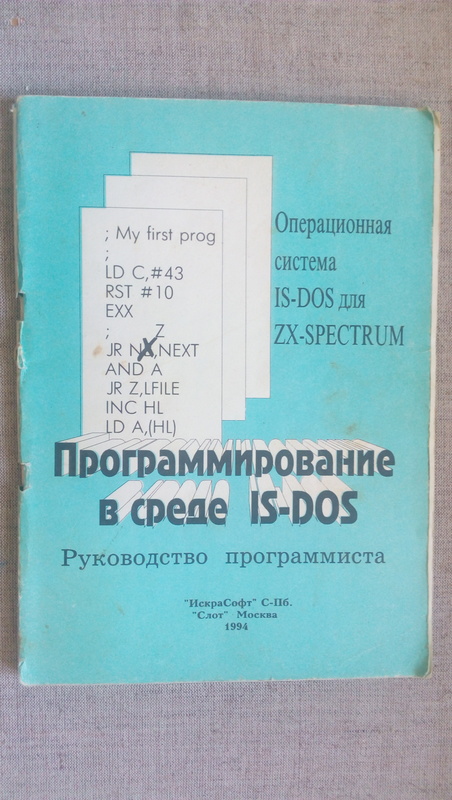 ; My first prog
;
LD C,#43
RST #10
EXX
; Z
JR NX,NEXT
AND A
JR Z,LFILE
INC HL
LD A,(HL)
Операционная
система
IS-DOS для
ZX-SPECTRUM
Программирование
в среде IS-DOS
Руководство программиста
"ИскраСофт" С-Пб.
"Слот" Москва
1994